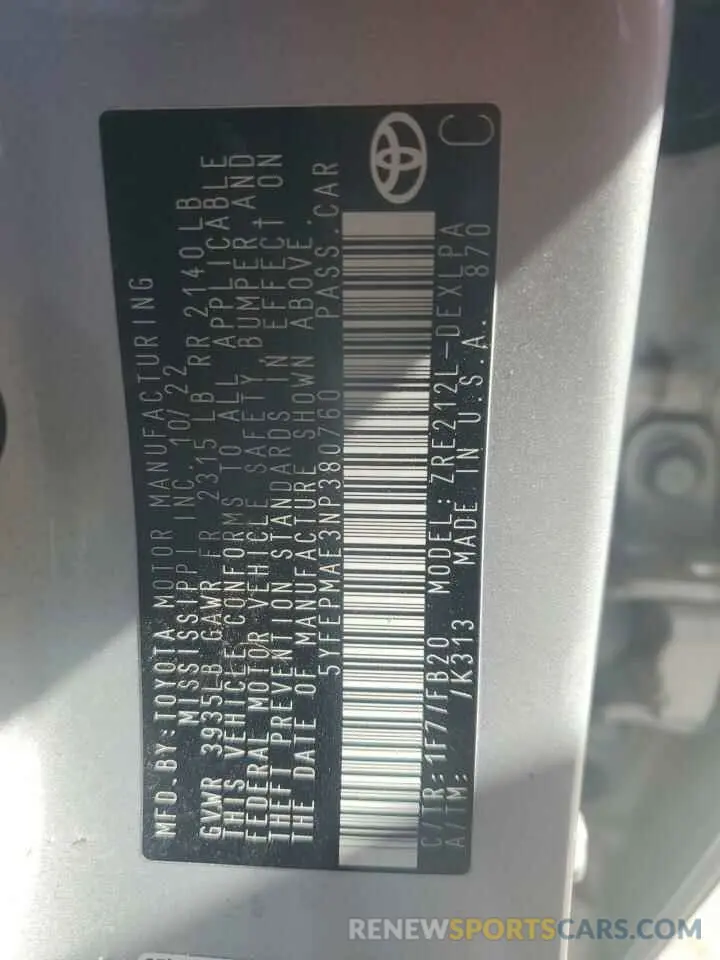 MFD.BY:TOYOTA MOTOR MANUFACTURING
MISSISSIPPI INC. 10/22
GVWR 3935LB GAWR FR 2315LB RR 2140LB
THIS VEHICLE CONFORMS TO ALL APPLICABLE
FEDERAL MOTOR VEHICLE SAFETY, BUMPER,AND
THEFT PREVENTION STANDARDS IN EFFECT ON
THE DATE OF MANUFACTURE SHOWN ABOVE.
5YFEPMAE3NP380760 PASS.CAR
C/TR:1F7/FB20 MODEL:ZRE212L-DEXLPA
A/TM: /K313 MADE IN U.S.A. 870
C
RENEWSPORTSCARS.COM